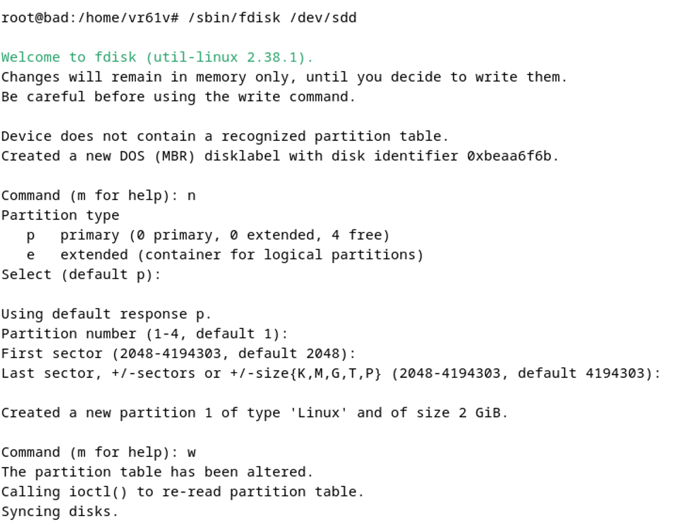 root@bad:/home/vr61v# /sbin/fdisk /dev/sdd
Welcome to fdisk (util-linux 2.38.1).
Changes will remain in memory only, until you decide to write them.
Be careful before using the write command.
Device does not contain a recognized partition table.
Created a new DOS (MBR) disklabel with disk identifier 0xbeaa6f6b.
Command (m for help): n
Partition type
   p   primary (0 primary, 0 extended, 4 free)
   e   extended (container for logical partitions)
Select (default p):
Using default response p.
Partition number (1-4, default 1):
First sector (2048-4194303, default 2048):
Last sector, +/-sectors or +/-size{K,M,G,T,P} (2048-4194303, default 4194303):
Created a new partition 1 of type 'Linux' and of size 2 GiB.
Command (m for help): w
The partition table has been altered.
Calling ioctl() to re-read partition table.
Syncing disks.